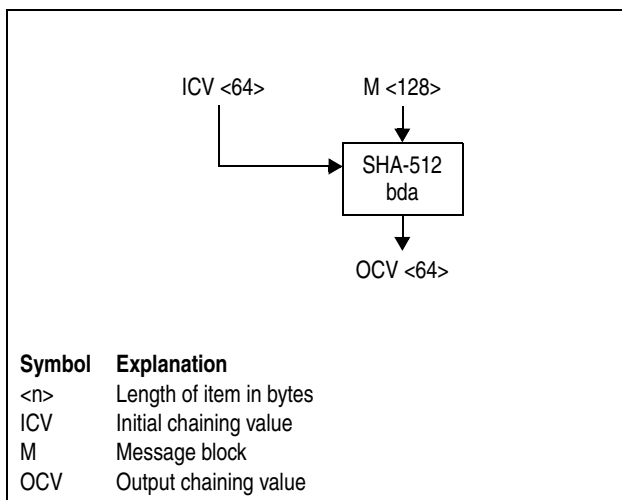 ICV <64> M <128>
SHA-512
bda
OCV <64>
Symbol Explanation
<n> Length of item in bytes
ICV Initial chaining value
M Message block
OCV Output chaining value